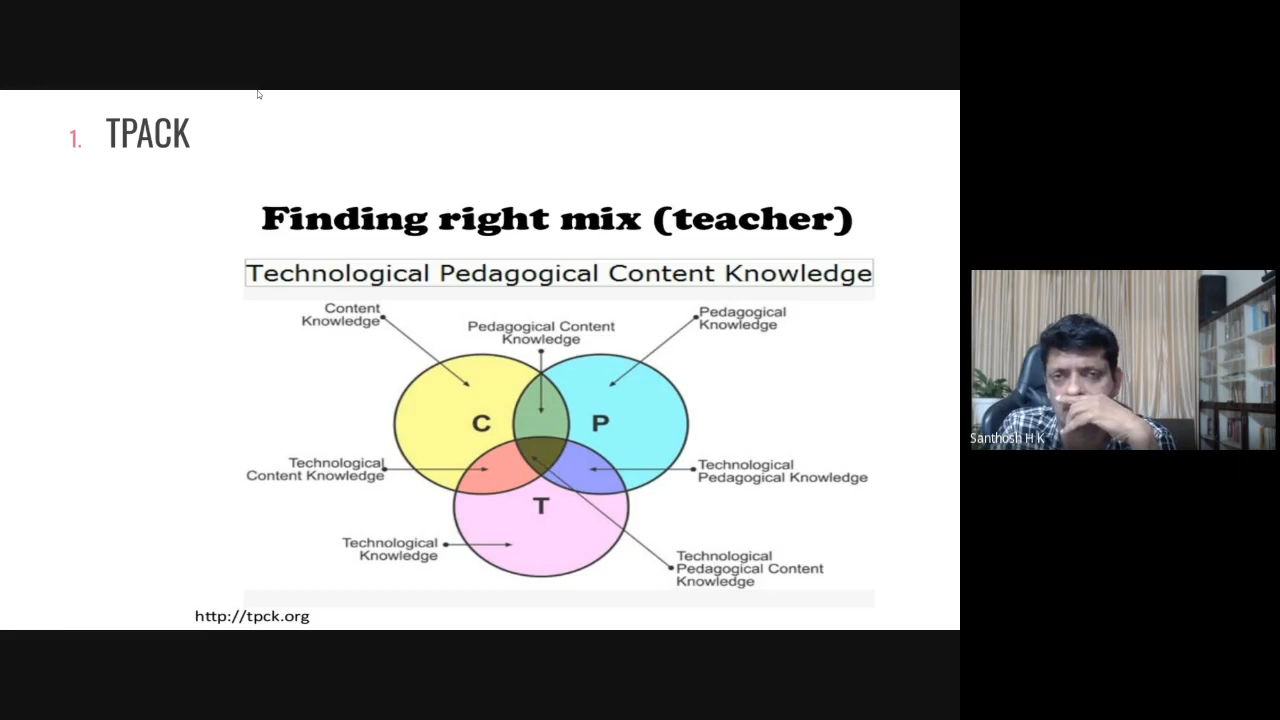 1. TPACK
Finding right mix (teacher)
Technological Pedagogical Content Knowledge
Content
Knowledge
Pedagogical Content
Knowledge
Pedagogical
Knowledge
C
P
Technological
Content Knowledge
Technological
Pedagogical Knowledge
T
Technological
Knowledge
Technological
Pedagogical Content
Knowledge
http://tpck.org
Santhosh H K